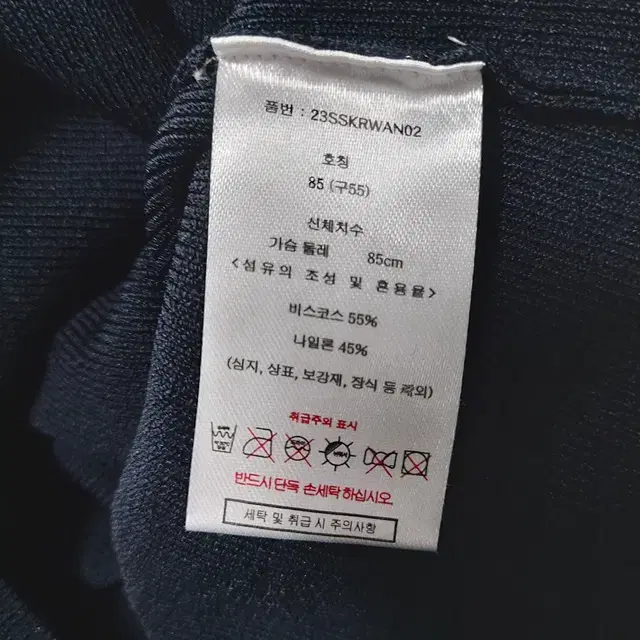 품번 : 23SSKRWAN02
호칭
85 (구55)
신체치수
가슴 둘레 85cm
<섬유의 조성 및 혼용율>
비스코스 55%
나일론 45%
(심지, 상표, 보강재, 장식 등 제외)
취급주의 표시
반드시 단독 손세탁 하십시오
세탁 및 취급 시 주의사항